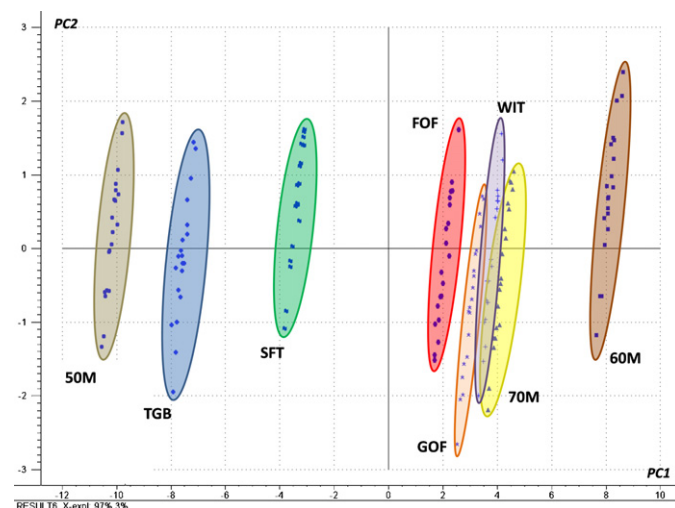 PC2
3
2
1
0
-1
-2
-3
FOF
WIT
50M
TGB
SFT
GOF
70M
60M
PC1
-12 -10 -8 -6 -4 -2 0 2 4 6 8 10
RESULT6, X-expl: 97%,3%